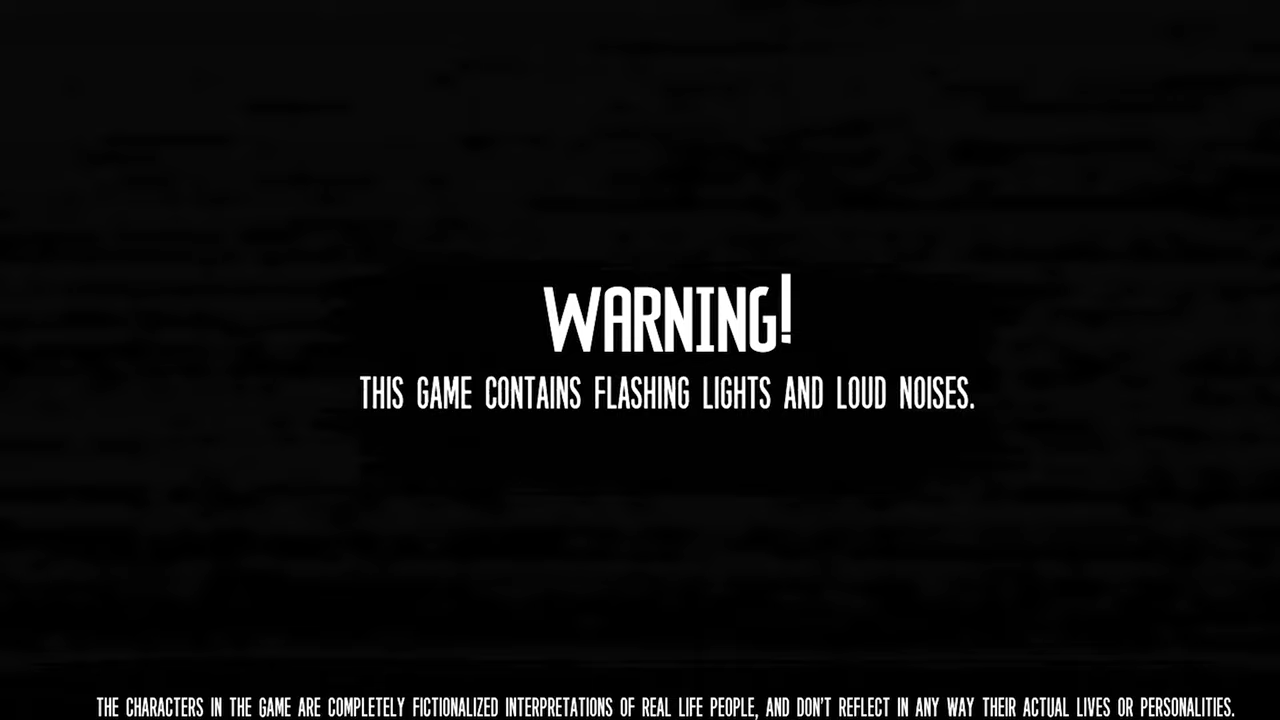 WARNING!
THIS GAME CONTAINS FLASHING LIGHTS AND LOUD NOISES.
THE CHARACTERS IN THE GAME ARE COMPLETELY FICTIONALIZED INTERPRETATIONS OF REAL LIFE PEOPLE, AND DON'T REFLECT IN ANY WAY THEIR ACTUAL LIVES OR PERSONALITIES.